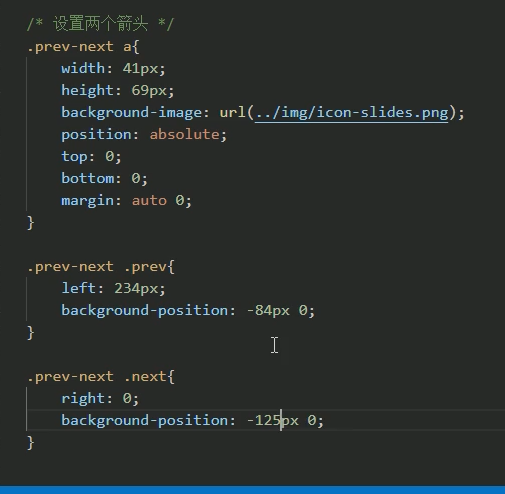 /* 设置两个箭头 */
.prev-next a{
    width: 41px;
    height: 69px;
    background-image: url(../img/icon-slides.png);
    position: absolute;
    top: 0;
    bottom: 0;
    margin: auto 0;
}
.prev-next .prev{
    left: 234px;
    background-position: -84px 0;
}
.prev-next .next{
    right: 0;
    background-position: -125px 0;
}